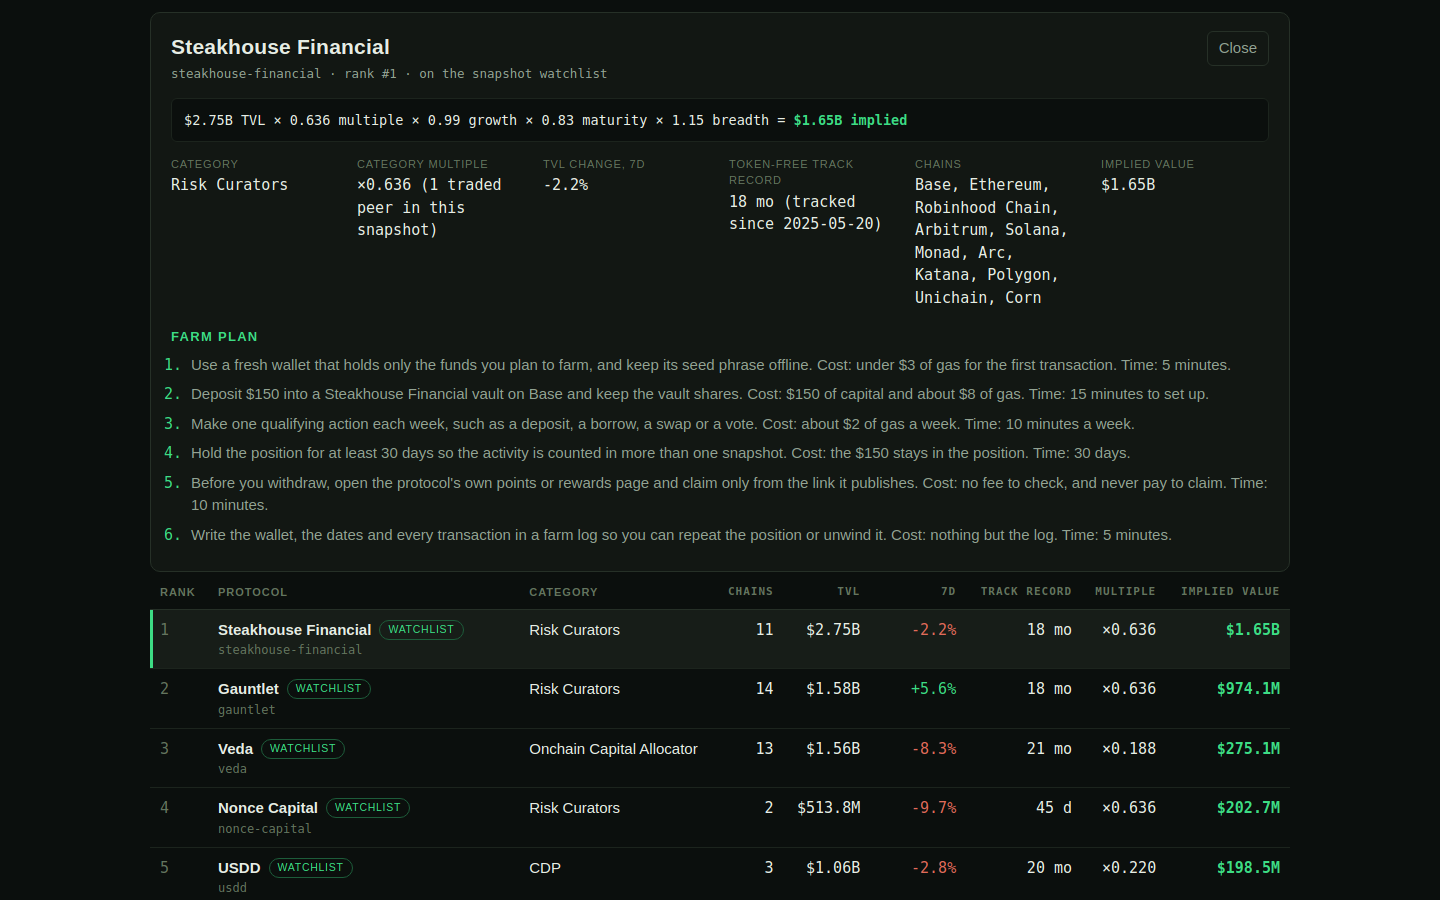 Steakhouse Financial
Close
steakhouse-financial · rank #1 · on the snapshot watchlist
$2.75B TVL × 0.636 multiple × 0.99 growth × 0.83 maturity × 1.15 breadth = $1.65B implied
CATEGORY
Risk Curators
CATEGORY MULTIPLE
×0.636 (1 traded
peer in this
snapshot)
TVL CHANGE, 7D
-2.2%
TOKEN-FREE TRACK
RECORD
18 mo (tracked
since 2025-05-20)
CHAINS
Base, Ethereum,
Robinhood Chain,
Arbitrum, Solana,
Monad, Arc,
Katana, Polygon,
Unichain, Corn
IMPLIED VALUE
$1.65B
FARM PLAN
1. Use a fresh wallet that holds only the funds you plan to farm, and keep its seed phrase offline. Cost: under $3 of gas for the first transaction. Time: 5 minutes.
2. Deposit $150 into a Steakhouse Financial vault on Base and keep the vault shares. Cost: $150 of capital and about $8 of gas. Time: 15 minutes to set up.
3. Make one qualifying action each week, such as a deposit, a borrow, a swap or a vote. Cost: about $2 of gas a week. Time: 10 minutes a week.
4. Hold the position for at least 30 days so the activity is counted in more than one snapshot. Cost: the $150 stays in the position. Time: 30 days.
5. Before you withdraw, open the protocol's own points or rewards page and claim only from the link it publishes. Cost: no fee to check, and never pay to claim. Time:
10 minutes.
6. Write the wallet, the dates and every transaction in a farm log so you can repeat the position or unwind it. Cost: nothing but the log. Time: 5 minutes.
RANK PROTOCOL CATEGORY CHAINS TVL 7D TRACK RECORD MULTIPLE IMPLIED VALUE
1 Steakhouse Financial WATCHLIST Risk Curators 11 $2.75B -2.2% 18 mo ×0.636 $1.65B
steakhouse-financial
2 Gauntlet WATCHLIST Risk Curators 14 $1.58B +5.6% 18 mo ×0.636 $974.1M
gauntlet
3 Veda WATCHLIST Onchain Capital Allocator 13 $1.56B -8.3% 21 mo ×0.188 $275.1M
veda
4 Nonce Capital WATCHLIST Risk Curators 2 $513.8M -9.7% 45 d ×0.636 $202.7M
nonce-capital
5 USDD WATCHLIST CDP 3 $1.06B -2.8% 20 mo ×0.220 $198.5M
usdd